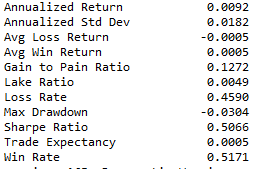 Annualized Return 0.0092
Annualized Std Dev 0.0182
Avg Loss Return -0.0005
Avg Win Return 0.0005
Gain to Pain Ratio 0.1272
Lake Ratio 0.0049
Loss Rate 0.4590
Max Drawdown -0.0304
Sharpe Ratio 0.5066
Trade Expectancy 0.0005
Win Rate 0.5171